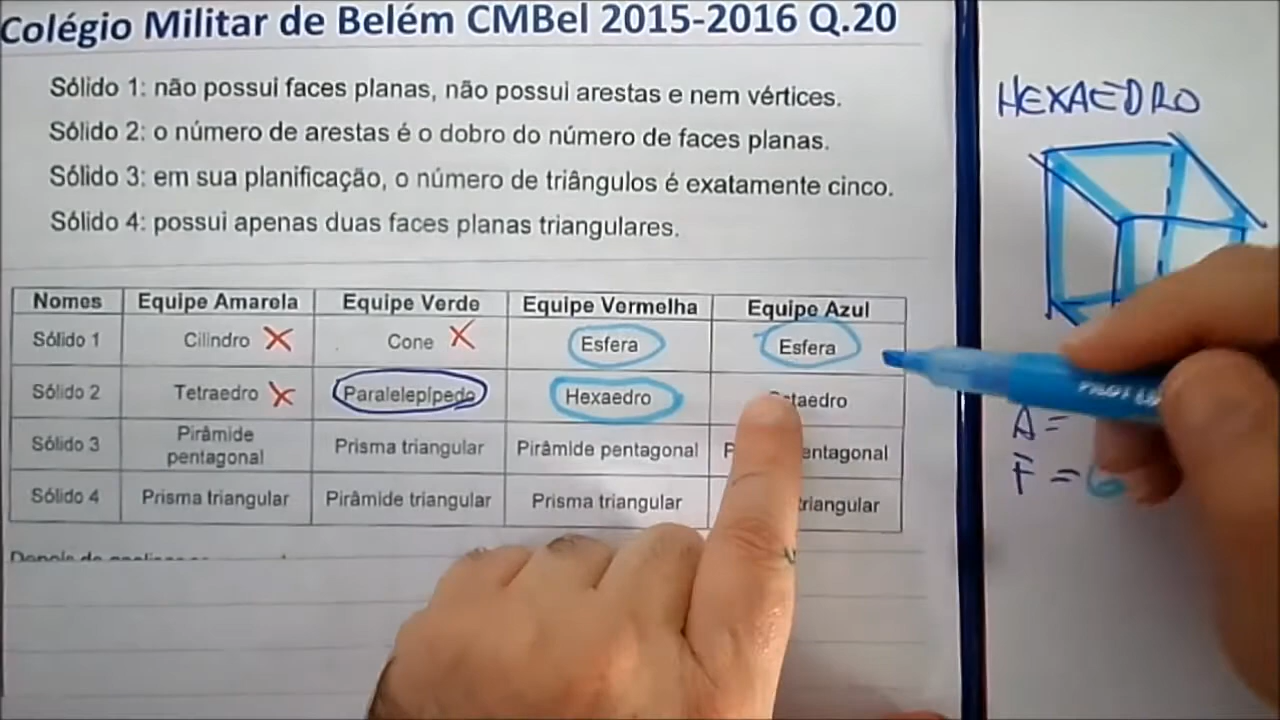 Colégio Militar de Belém CMBel 2015-2016 Q.20
Sólido 1: não possui faces planas, não possui arestas e nem vértices.
Sólido 2: o número de arestas é o dobro do número de faces planas.
Sólido 3: em sua planificação, o número de triângulos é exatamente cinco.
Sólido 4: possui apenas duas faces planas triangulares.
Nomes Equipe Amarela Equipe Verde Equipe Vermelha Equipe Azul
Sólido 1 Cilindro Cone Esfera Esfera
Sólido 2 Tetraedro Paralelepípedo Hexaedro
Sólido 3 Pirâmide pentagonal Prisma triangular Pirâmide pentagonal
Sólido 4 Prisma triangular Pirâmide triangular Prisma triangular
HEXAEDRO
A =
F = 6